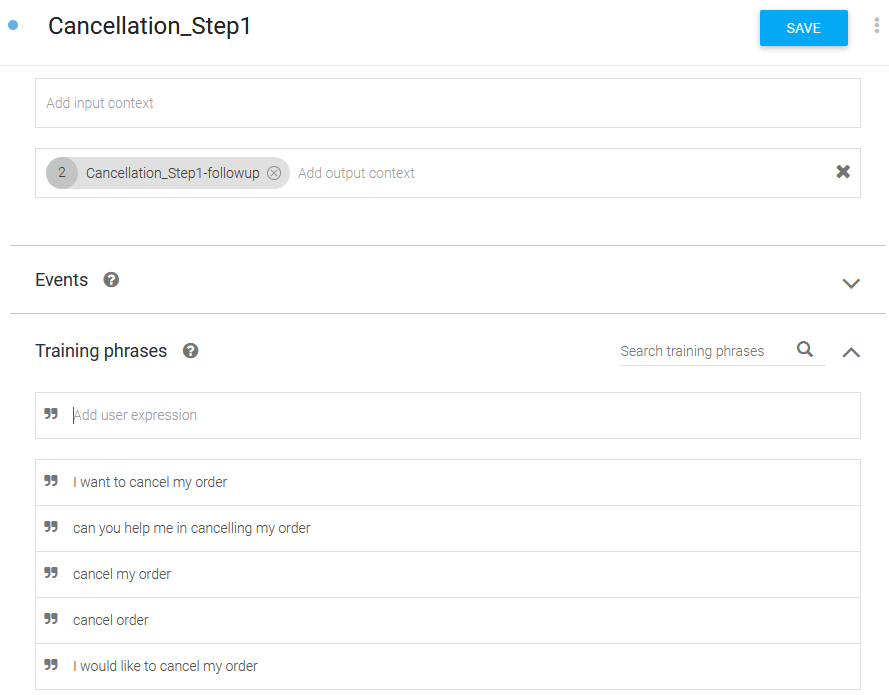 Cancellation_Step1
SAVE
Add input context
2 Cancellation_Step1-followup Add output context
Events
Training phrases Search training phrases
Add user expression
I want to cancel my order
can you help me in cancelling my order
cancel my order
cancel order
I would like to cancel my order